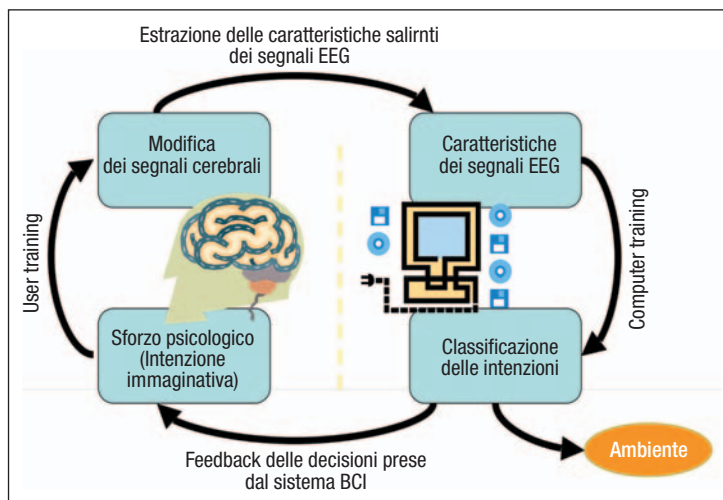 Estrazione delle caratteristiche salirnti
dei segnali EEG
Modifica
dei segnali cerebrali
Caratteristiche
dei segnali EEG
User training
Computer training
Sforzo psicologico
(Intenzione
immaginativa)
Classificazione
delle intenzioni
Feedback delle decisioni prese
dal sistema BCI
Ambiente